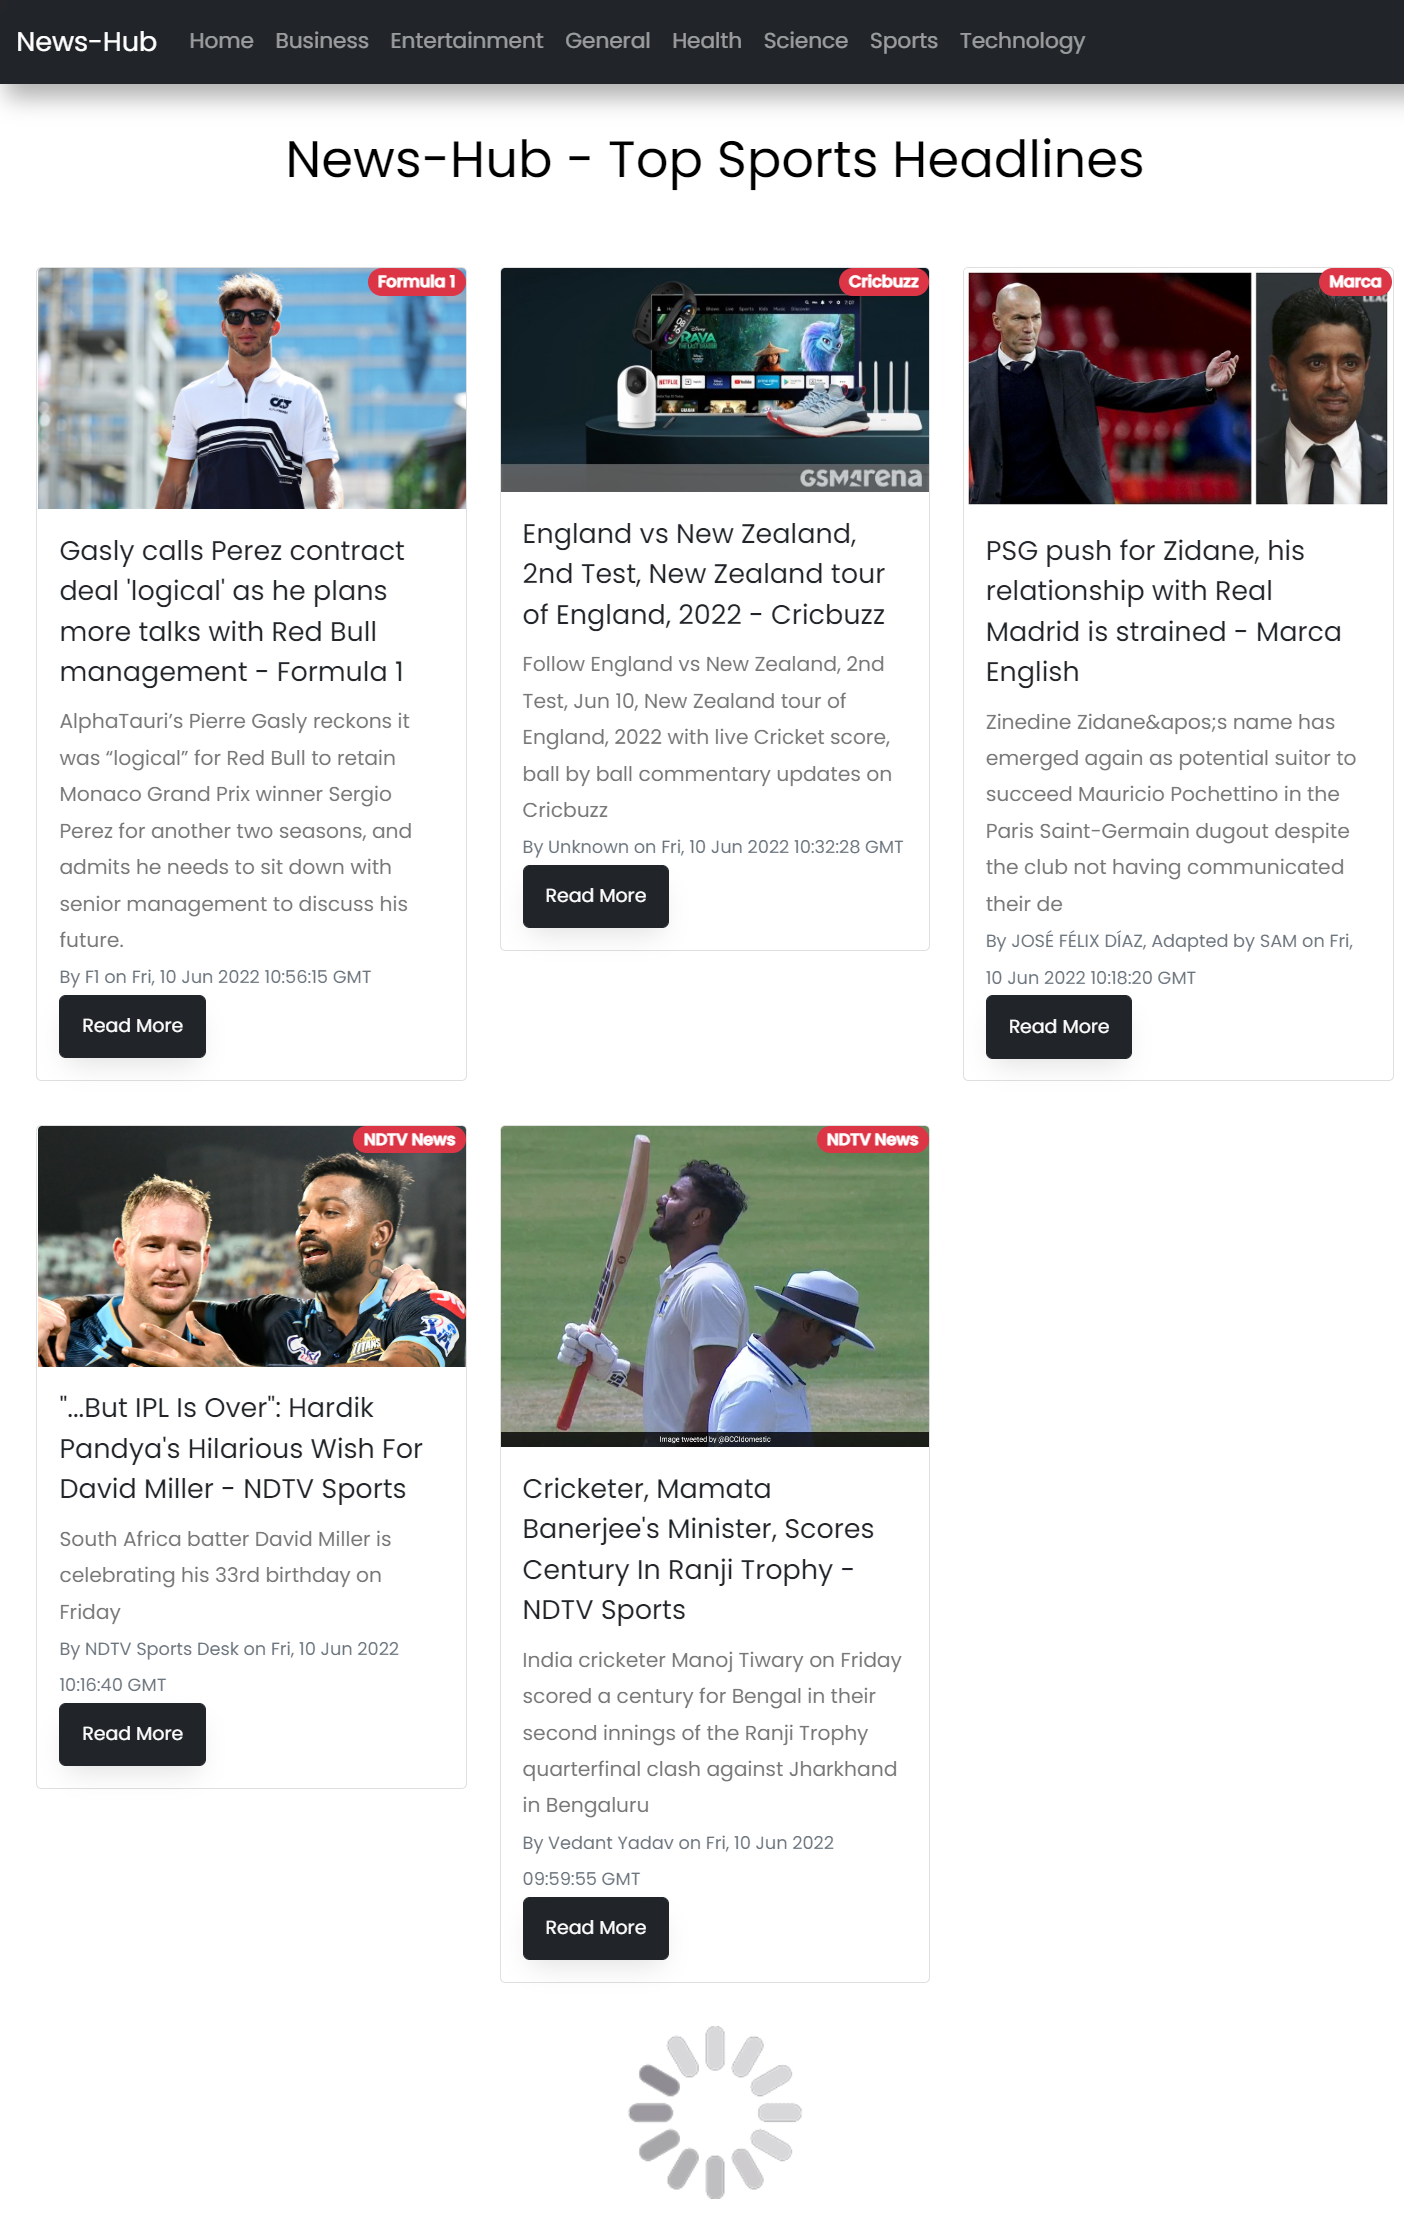 News-Hub
Home Business Entertainment General Health Science Sports Technology
News-Hub - Top Sports Headlines
Formula 1
Gasly calls Perez contract
deal 'logical' as he plans
more talks with Red Bull
management - Formula 1
AlphaTauri’s Pierre Gasly reckons it
was “logical” for Red Bull to retain
Monaco Grand Prix winner Sergio
Perez for another two seasons, and
admits he needs to sit down with
senior management to discuss his
future.
By F1 on Fri, 10 Jun 2022 10:56:15 GMT
Read More
Cricbuzz
RAYA
NETFLIX
GSMarena
England vs New Zealand,
2nd Test, New Zealand tour
of England, 2022 - Cricbuzz
Follow England vs New Zealand, 2nd
Test, Jun 10, New Zealand tour of
England, 2022 with live Cricket score,
ball by ball commentary updates on
Cricbuzz
By Unknown on Fri, 10 Jun 2022 10:32:28 GMT
Read More
Marca
PSG push for Zidane, his
relationship with Real
Madrid is strained - Marca
English
Zinedine Zidane&apos;s name has
emerged again as potential suitor to
succeed Mauricio Pochettino in the
Paris Saint-Germain dugout despite
the club not having communicated
their de
By JOSÉ FÉLIX DÍAZ, Adapted by SAM on Fri,
10 Jun 2022 10:18:20 GMT
Read More
NDTV News
TITANS
"...But IPL Is Over": Hardik
Pandya's Hilarious Wish For
David Miller - NDTV Sports
South Africa batter David Miller is
celebrating his 33rd birthday on
Friday
By NDTV Sports Desk on Fri, 10 Jun 2022
10:16:40 GMT
Read More
NDTV News
Image tweeted by @BCCIdomestic
Cricketer, Mamata
Banerjee's Minister, Scores
Century In Ranji Trophy -
NDTV Sports
India cricketer Manoj Tiwary on Friday
scored a century for Bengal in their
second innings of the Ranji Trophy
quarterfinal clash against Jharkhand
in Bengaluru
By Vedant Yadav on Fri, 10 Jun 2022
09:59:55 GMT
Read More